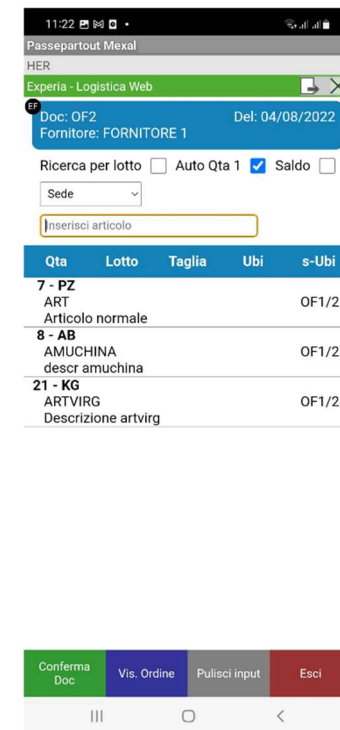 11:22
Passepartout Mexal
HER
Experia - Logistica Web
EF
Doc: OF2 Del: 04/08/2022
Fornitore: FORNITORE 1
Ricerca per lotto Auto Qta 1 Saldo
Sede
Inserisci articolo
Qta Lotto Taglia Ubi s-Ubi
7 - PZ
ART OF1/2
Articolo normale
8 - AB
AMUCHINA OF1/2
descr amuchina
21 - KG
ARTVIRG OF1/2
Descrizione artvirg
Conferma Doc Vis. Ordine Pulisci input Esci